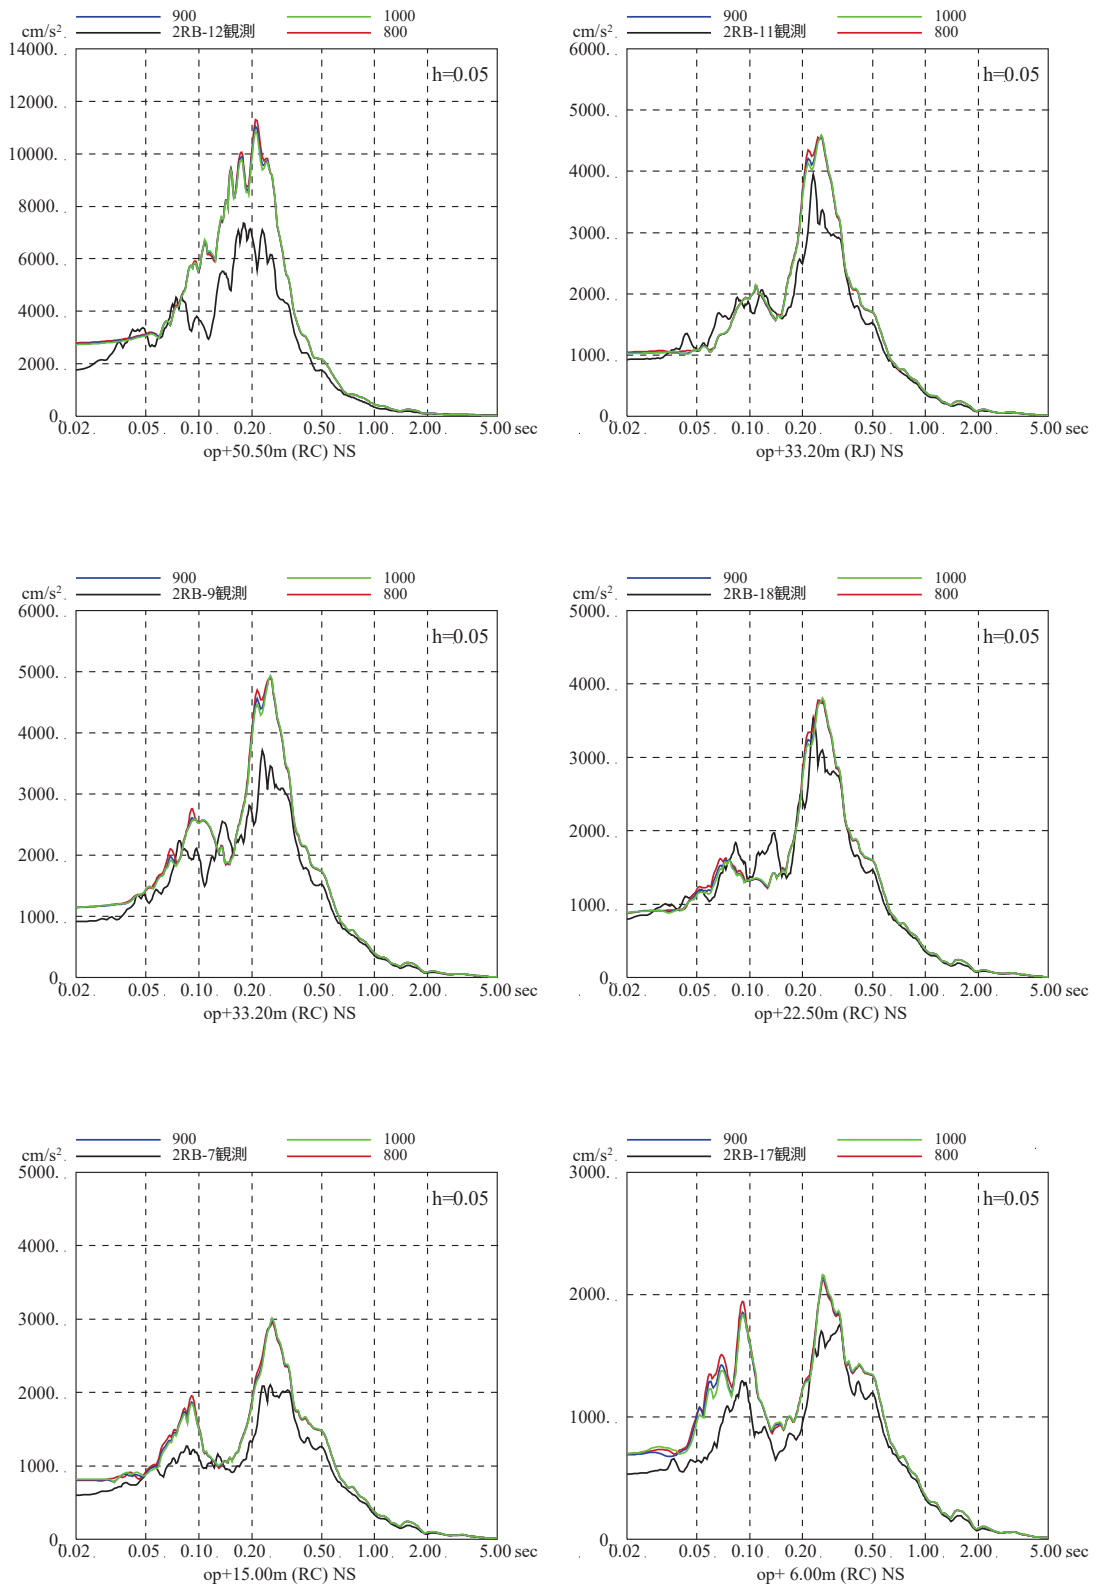 900 1000
cm/s². 2RB-12観測 800
14000.
h=0.05
12000.
10000.
8000.
6000.
4000.
2000.
0.
0.02 0.05 0.10 0.20 0.50 1.00 2.00 5.00 sec
op+50.50m (RC) NS
900 1000
cm/s². 2RB-11観測 800
6000.
h=0.05
5000.
4000.
3000.
2000.
1000.
0.
0.02 0.05 0.10 0.20 0.50 1.00 2.00 5.00 sec
op+33.20m (RJ) NS
900 1000
cm/s². 2RB-9観測 800
6000.
h=0.05
5000.
4000.
3000.
2000.
1000.
0.
0.02 0.05 0.10 0.20 0.50 1.00 2.00 5.00 sec
op+33.20m (RC) NS
900 1000
cm/s². 2RB-18観測 800
5000.
h=0.05
4000.
3000.
2000.
1000.
0.
0.02 0.05 0.10 0.20 0.50 1.00 2.00 5.00 sec
op+22.50m (RC) NS
900 1000
cm/s². 2RB-7観測 800
5000.
h=0.05
4000.
3000.
2000.
1000.
0.
0.02 0.05 0.10 0.20 0.50 1.00 2.00 5.00 sec
op+15.00m (RC) NS
900 1000
cm/s². 2RB-17観測 800
3000.
h=0.05
2000.
1000.
0.
0.02 0.05 0.10 0.20 0.50 1.00 2.00 5.00 sec
op+ 6.00m (RC) NS